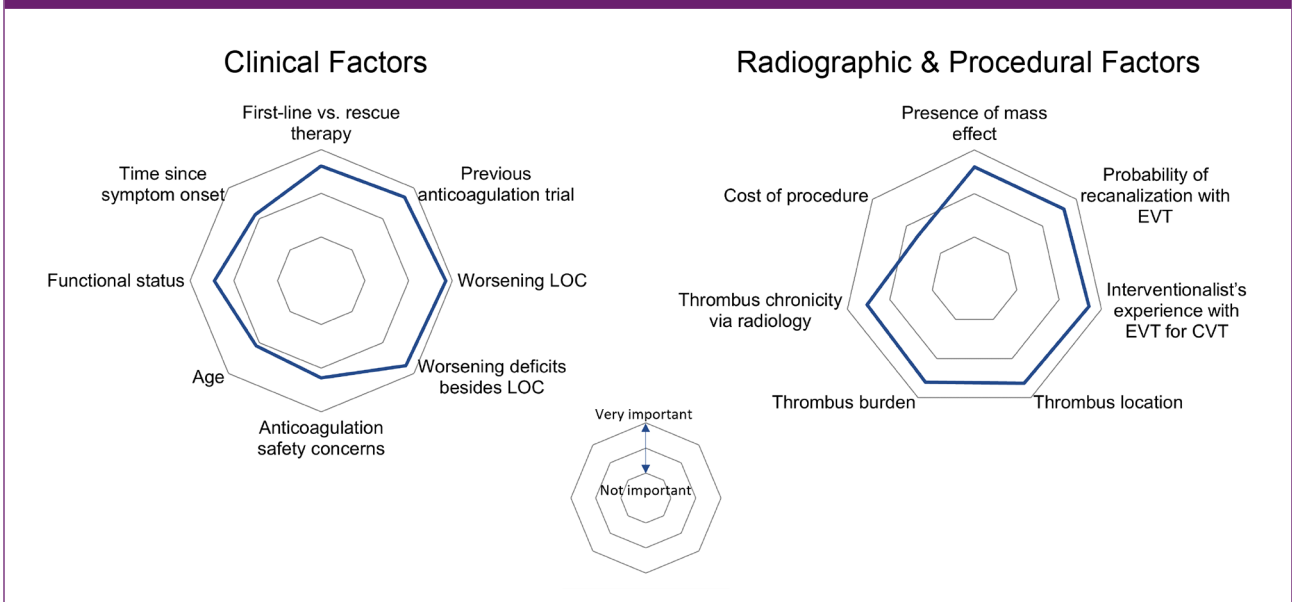 Clinical Factors
First-line vs. rescue
therapy
Time since
symptom onset
Previous
anticoagulation trial
Functional status
Worsening LOC
Age
Worsening deficits
besides LOC
Anticoagulation
safety concerns
Radiographic & Procedural Factors
Presence of mass
effect
Cost of procedure
Probability of
recanalization with
EVT
Thrombus chronicity
via radiology
Interventionalist's
experience with
EVT for CVT
Thrombus burden
Thrombus location
Very important
Not important